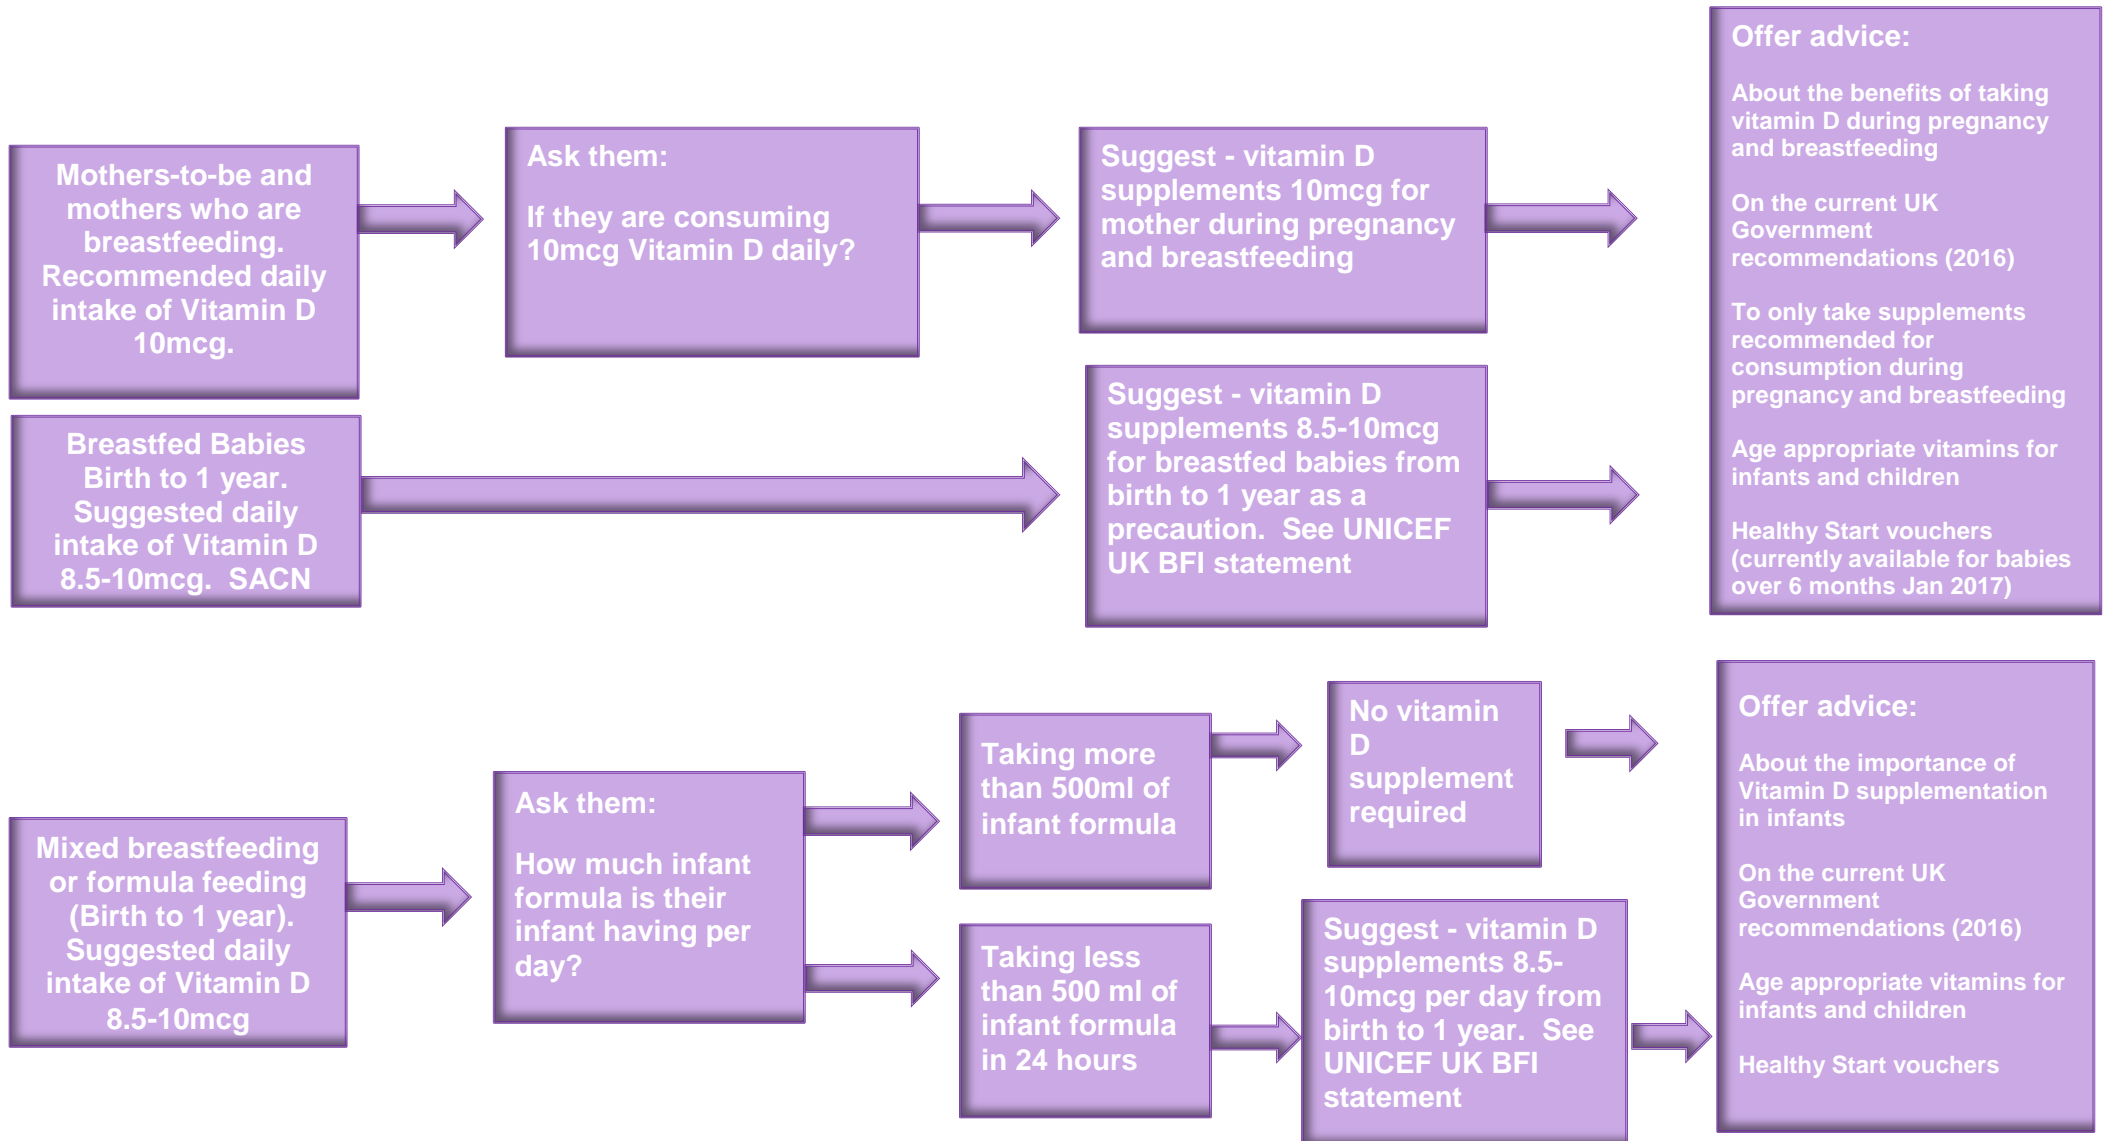 Mothers-to-be and
mothers who are
breastfeeding.
Recommended daily
intake of Vitamin D
10mcg.
Ask them:
If they are consuming
10mcg Vitamin D daily?
Suggest - vitamin D
supplements 10mcg for
mother during pregnancy
and breastfeeding
Breastfed Babies
Birth to 1 year.
Suggested daily
intake of Vitamin D
8.5-10mcg.  SACN
Suggest - vitamin D
supplements 8.5-10mcg
for breastfed babies from
birth to 1 year as a
precaution.  See UNICEF
UK BFI statement
Offer advice:
About the benefits of taking
vitamin D during pregnancy
and breastfeeding
On the current UK
Government
recommendations (2016)
To only take supplements
recommended for
consumption during
pregnancy and breastfeeding
Age appropriate vitamins for
infants and children
Healthy Start vouchers
(currently available for babies
over 6 months Jan 2017)
Mixed breastfeeding
or formula feeding
(Birth to 1 year).
Suggested daily
intake of Vitamin D
8.5-10mcg
Ask them:
How much infant
formula is their
infant having per
day?
Taking more
than 500ml of
infant formula
No vitamin
D
supplement
required
Taking less
than 500 ml of
infant formula
in 24 hours
Suggest - vitamin D
supplements 8.5-
10mcg per day from
birth to 1 year.  See
UNICEF UK BFI
statement
Offer advice:
About the importance of
Vitamin D supplementation
in infants
On the current UK
Government
recommendations (2016)
Age appropriate vitamins for
infants and children
Healthy Start vouchers